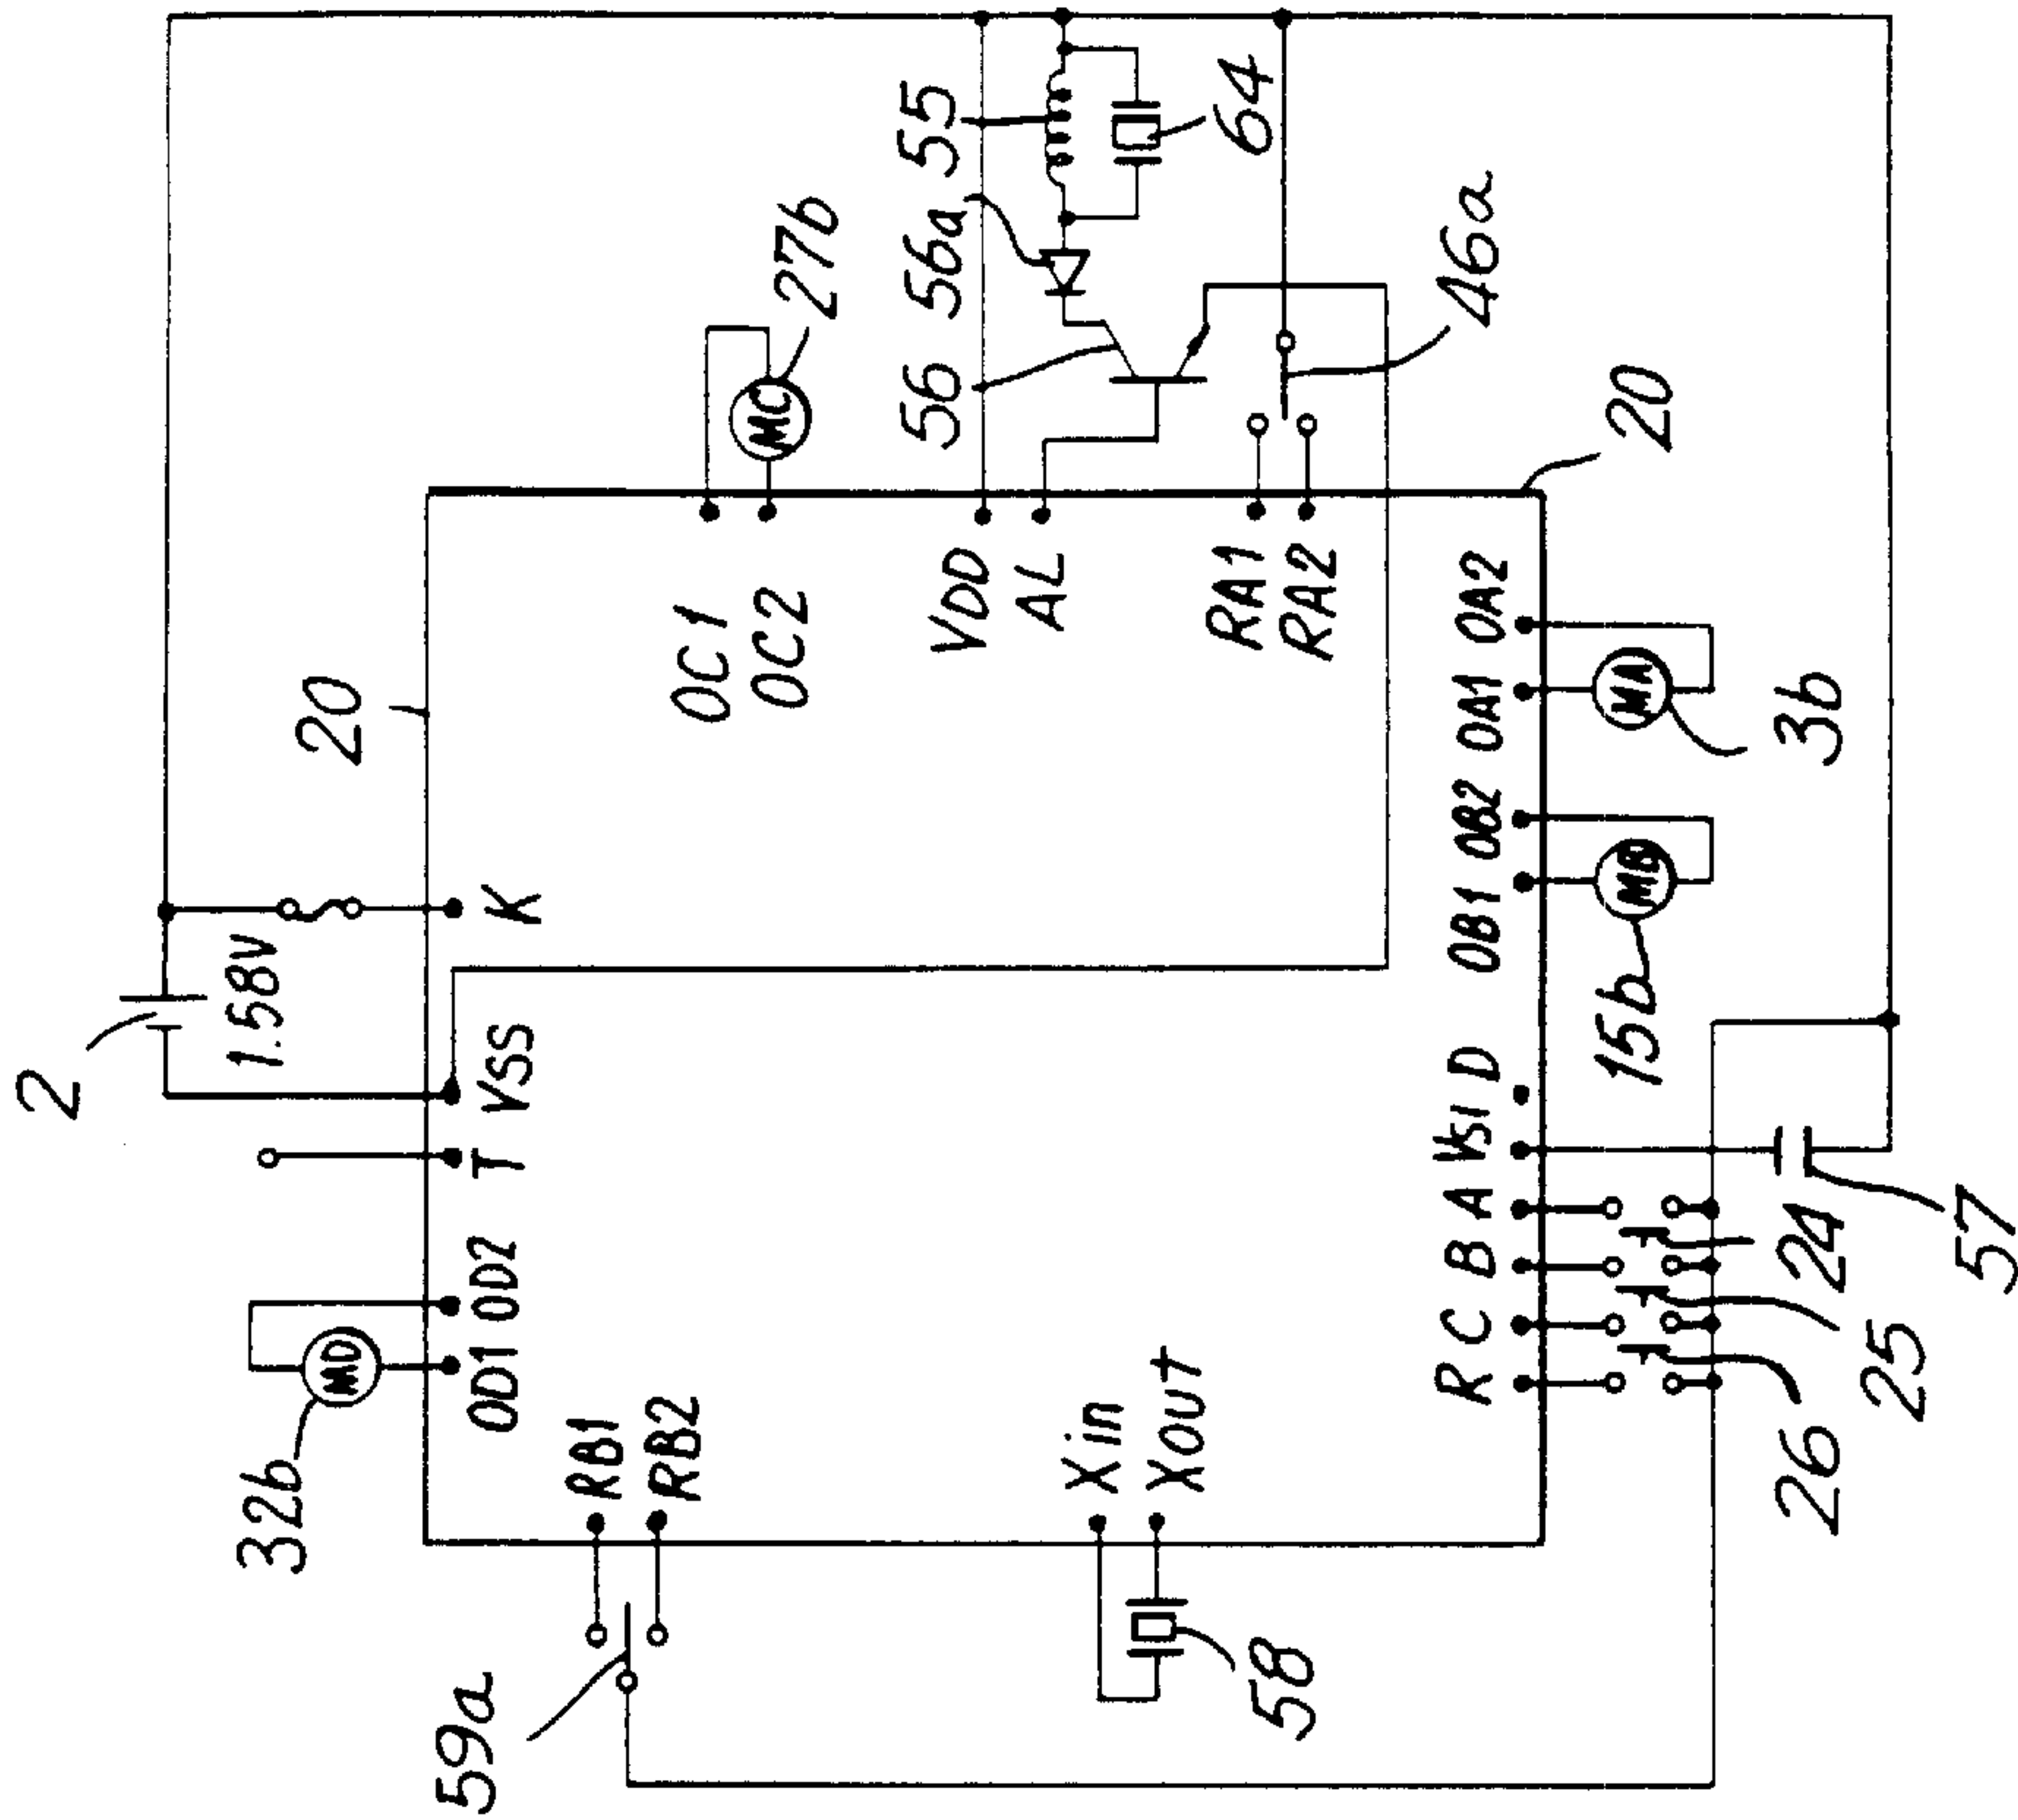 2
1.58V
20
32b
OD1
OD2
T
VSS
K
OC1
OC2
27b
MC
MD
RB1
RB2
59a
VDD
AL
56
56a
55
64
46a
RA1
RA2
20
Xin
Xout
58
R
C
B
A
VS1
D
OB1
OB2
OA1
OA2
MB
MA
15b
3b
26
25
24
57